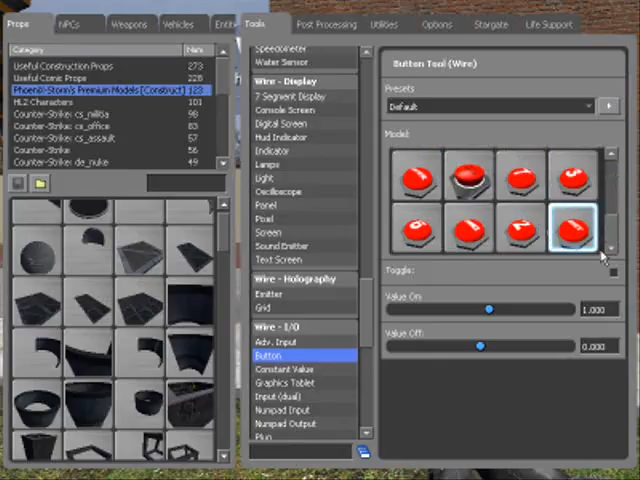 Props NPCs Weapons Vehicles Entiti Tools Post Processing Utilities Options Stargate Life Support
Category Num
Useful Construction Props 273
Useful Comic Props 228
Phoenix-Storm's Premium Models [Construct] 123
HL2 Characters 101
Counter-Strike: cs_militia 98
Counter-Strike: cs_office 83
Counter-Strike: cs_assault 57
Counter-Strike 56
Counter-Strike: de_nuke 49
Speedometer
Water Sensor
Wire - Display
7 Segment Display
Console Screen
Digital Screen
Hud Indicator
Indicator
Lamps
Light
Oscilloscope
Panel
Pixel
Screen
Sound Emitter
Text Screen
Wire - Holography
Emitter
Grid
Wire - I/O
Adv. Input
Button
Constant Value
Graphics Tablet
Input (dual)
Numpad Input
Numpad Output
Plug
Button Tool (Wire)
Presets
Default
Model:
Toggle:
Value On:
1.000
Value Off:
0.000